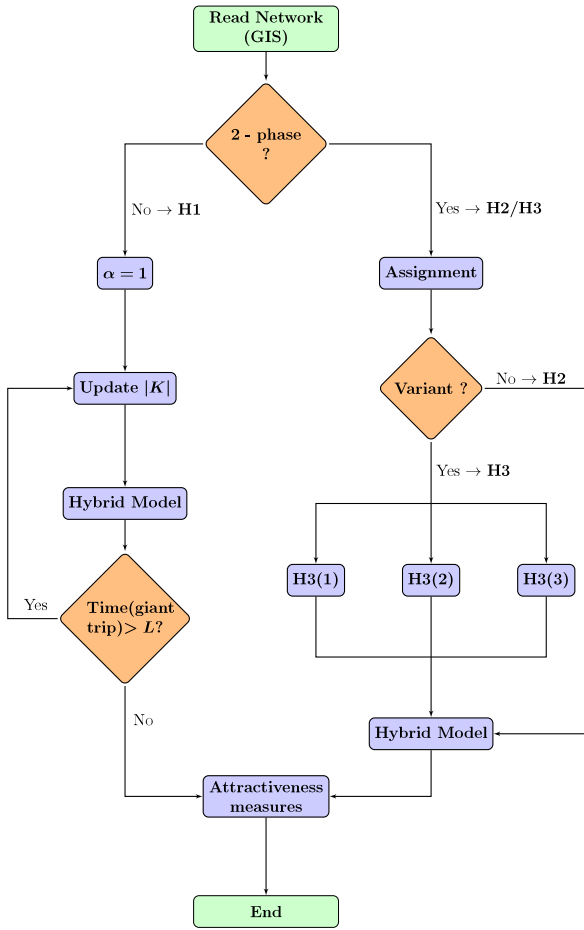 Read Network
(GIS)
2 - phase
?
No → H1
Yes → H2/H3
α = 1
Assignment
Update |K|
Variant ?
No → H2
Yes → H3
Hybrid Model
H3(1)
H3(2)
H3(3)
Yes
Time(giant
trip)> L?
No
Hybrid Model
Attractiveness
measures
End